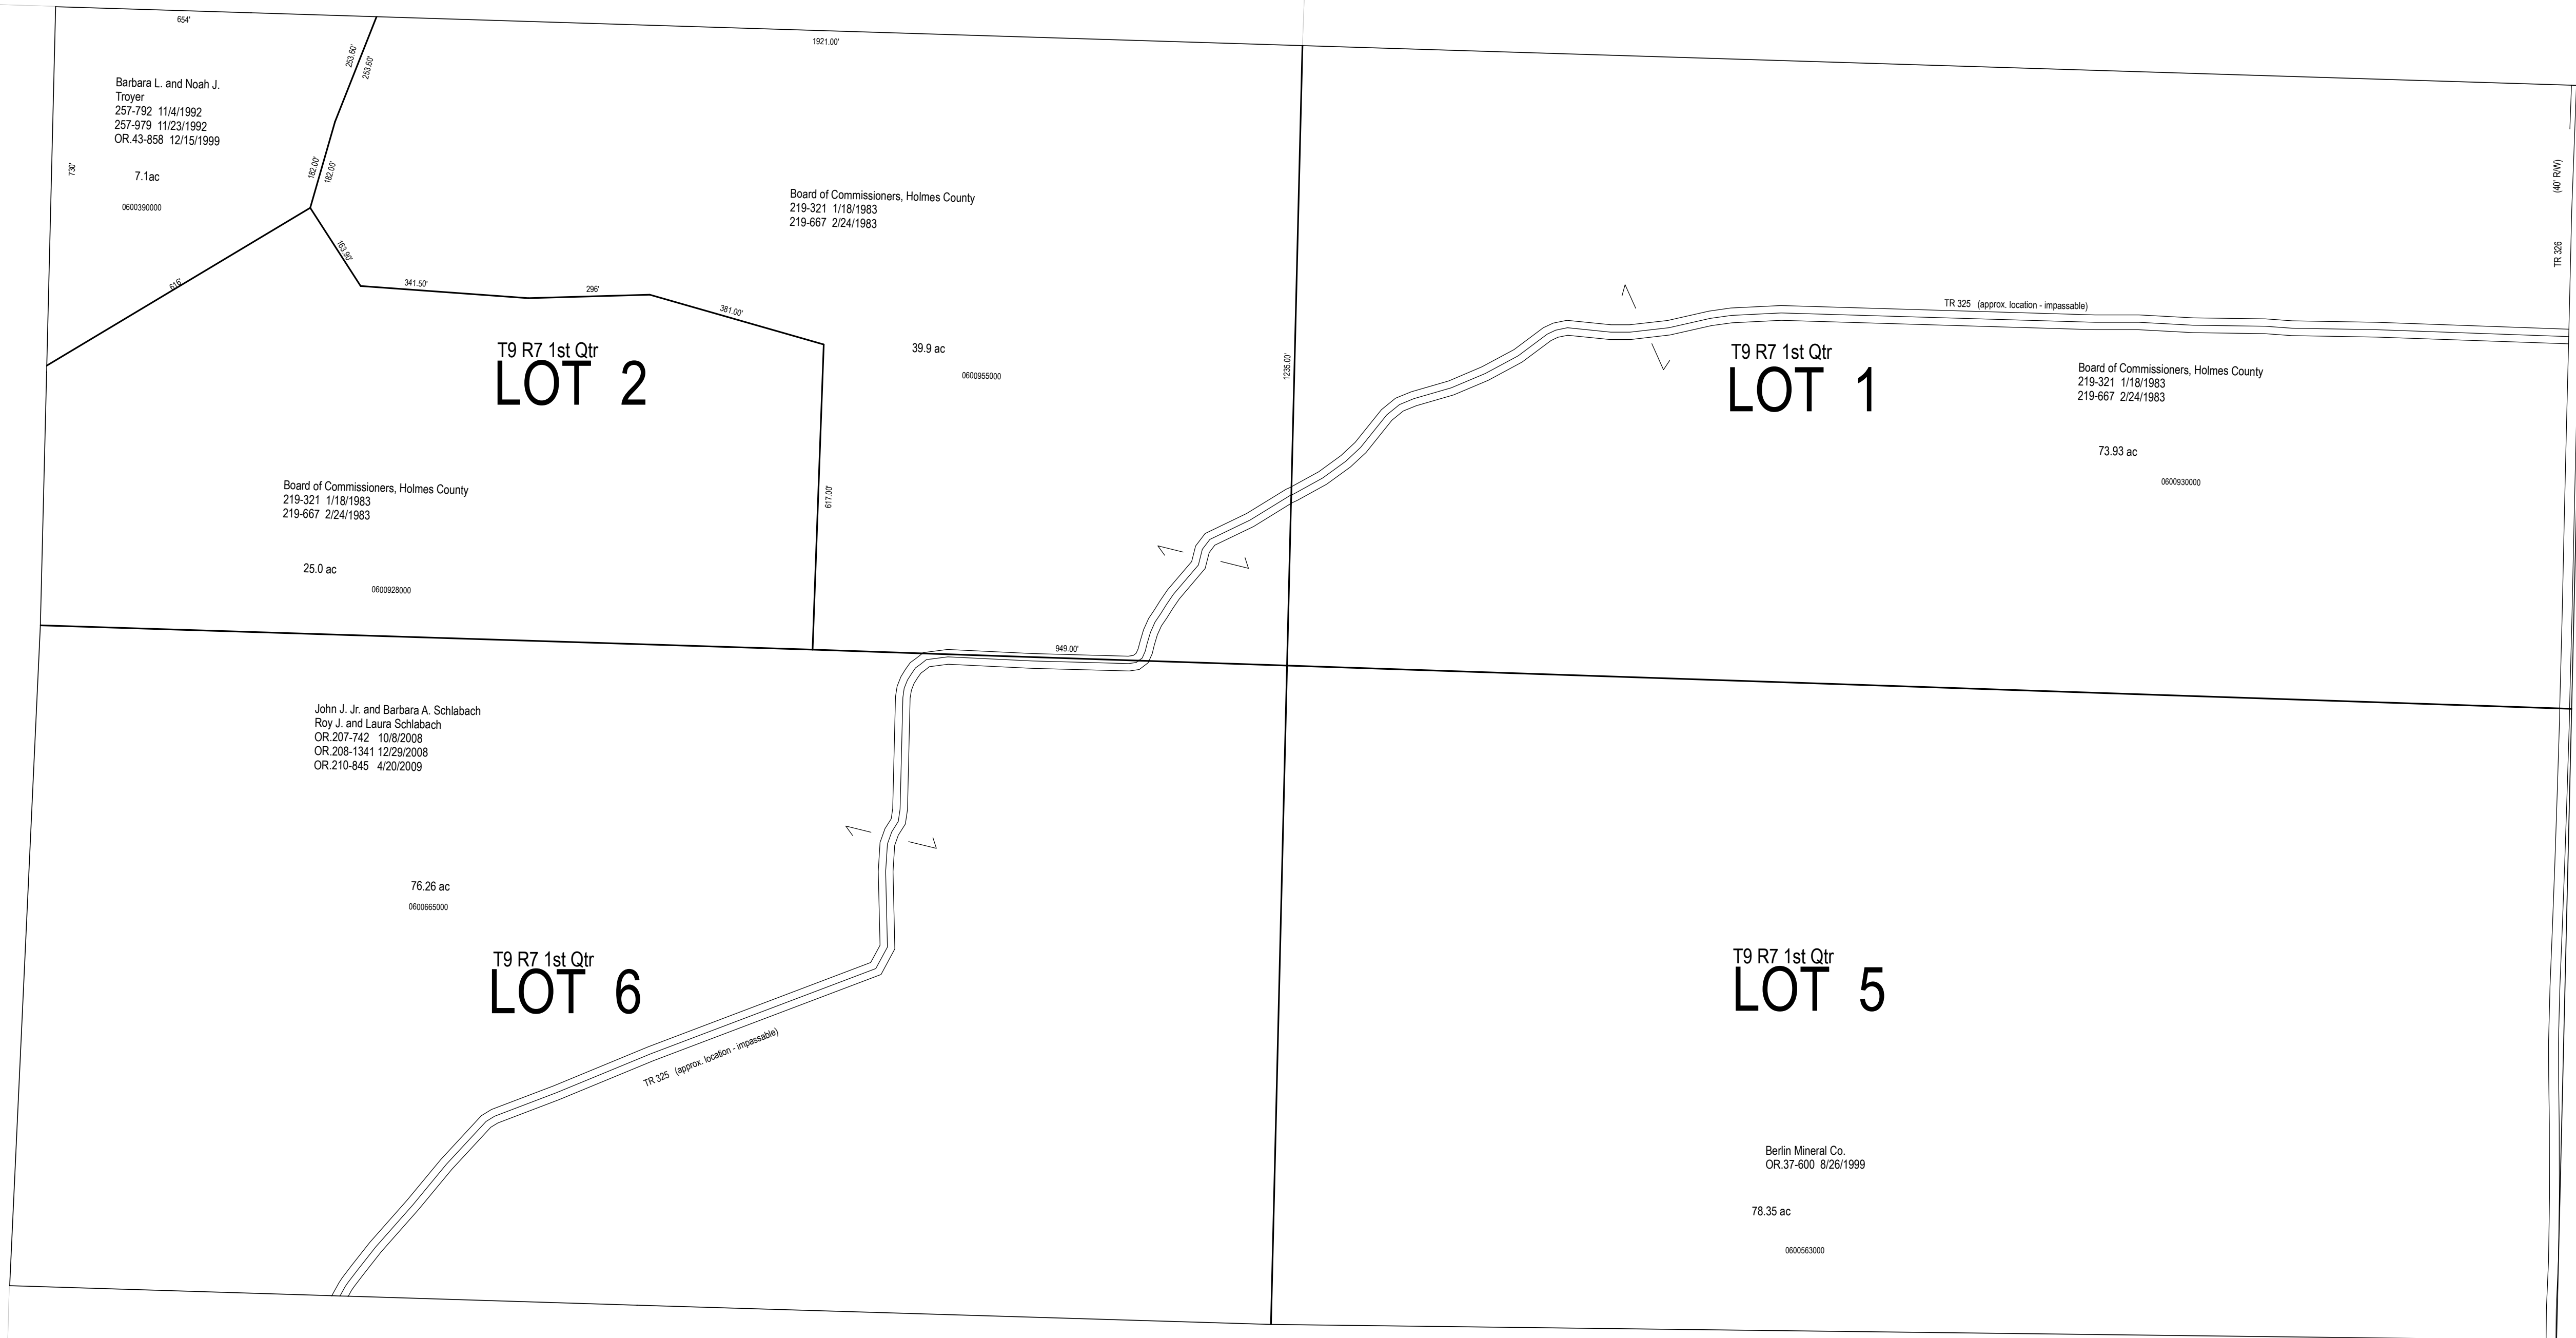 654'
1921.00'
253.60'
253.60'
Barbara L. and Noah J.
Troyer
257-792 11/4/1992
257-979 11/23/1992
OR.43-858 12/15/1999
730'
7.1ac
0600390000
182.00'
182.00'
616'
163.90'
341.50'
296'
381.00'
Board of Commissioners, Holmes County
219-321 1/18/1983
219-667 2/24/1983
39.9 ac
0600955000
1235.00'
T9 R7 1st Qtr
LOT 2
617.00'
Board of Commissioners, Holmes County
219-321 1/18/1983
219-667 2/24/1983
25.0 ac
0600928000
949.00'
(40' R/W)
TR 326
TR 325 (approx. location - impassable)
T9 R7 1st Qtr
LOT 1
Board of Commissioners, Holmes County
219-321 1/18/1983
219-667 2/24/1983
73.93 ac
0600930000
John J. Jr. and Barbara A. Schlabach
Roy J. and Laura Schlabach
OR.207-742 10/8/2008
OR.208-1341 12/29/2008
OR.210-845 4/20/2009
76.26 ac
0600665000
T9 R7 1st Qtr
LOT 6
TR 325 (approx. location - impassable)
T9 R7 1st Qtr
LOT 5
Berlin Mineral Co.
OR.37-600 8/26/1999
78.35 ac
0600563000